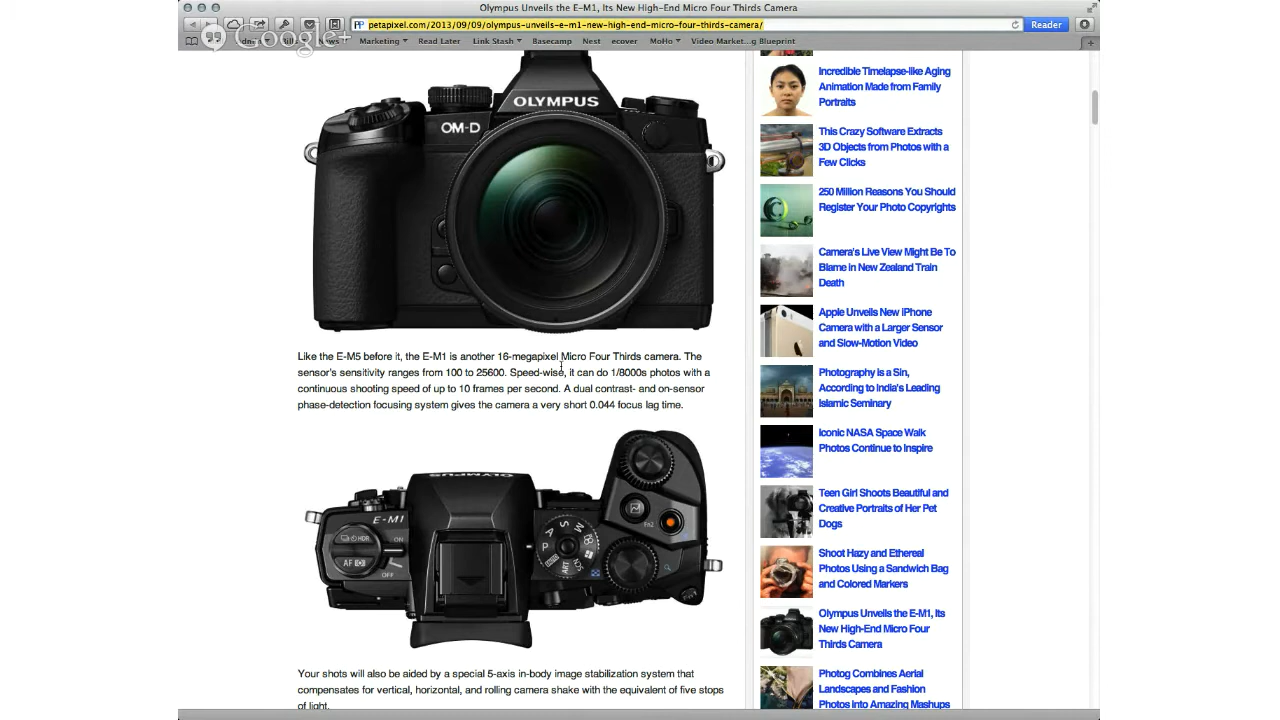 Olympus Unveils the E-M1, Its New High-End Micro Four Thirds Camera
petapixel.com/2013/09/09/olympus-unveils-e-m1-new-high-end-micro-four-thirds-camera/
Reader
Google+
Marketing
Read Later
Link Stash
Basecamp
Nest
ecover
MoHo
Video Market...g Blueprint
OLYMPUS
OM-D
Like the E-M5 before it, the E-M1 is another 16-megapixel Micro Four Thirds camera. The
sensor's sensitivity ranges from 100 to 25600. Speed-wise, it can do 1/8000s photos with a
continuous shooting speed of up to 10 frames per second. A dual contrast- and on-sensor
phase-detection focusing system gives the camera a very short 0.044 focus lag time.
OLYMPUS
E-M1
HDR
AF
OFF
S
M
A
P
ART
Fn2
Your shots will also be aided by a special 5-axis in-body image stabilization system that
compensates for vertical, horizontal, and rolling camera shake with the equivalent of five stops
of light.
Incredible Timelapse-like Aging
Animation Made from Family
Portraits
This Crazy Software Extracts
3D Objects from Photos with a
Few Clicks
250 Million Reasons You Should
Register Your Photo Copyrights
Camera's Live View Might Be To
Blame in New Zealand Train
Death
Apple Unveils New iPhone
Camera with a Larger Sensor
and Slow-Motion Video
Photography is a Sin,
According to India's Leading
Islamic Seminary
Iconic NASA Space Walk
Photos Continue to Inspire
Teen Girl Shoots Beautiful and
Creative Portraits of Her Pet
Dogs
Shoot Hazy and Ethereal
Photos Using a Sandwich Bag
and Colored Markers
Olympus Unveils the E-M1, Its
New High-End Micro Four
Thirds Camera
Photog Combines Aerial
Landscapes and Fashion
Photos into Amazing Mashups